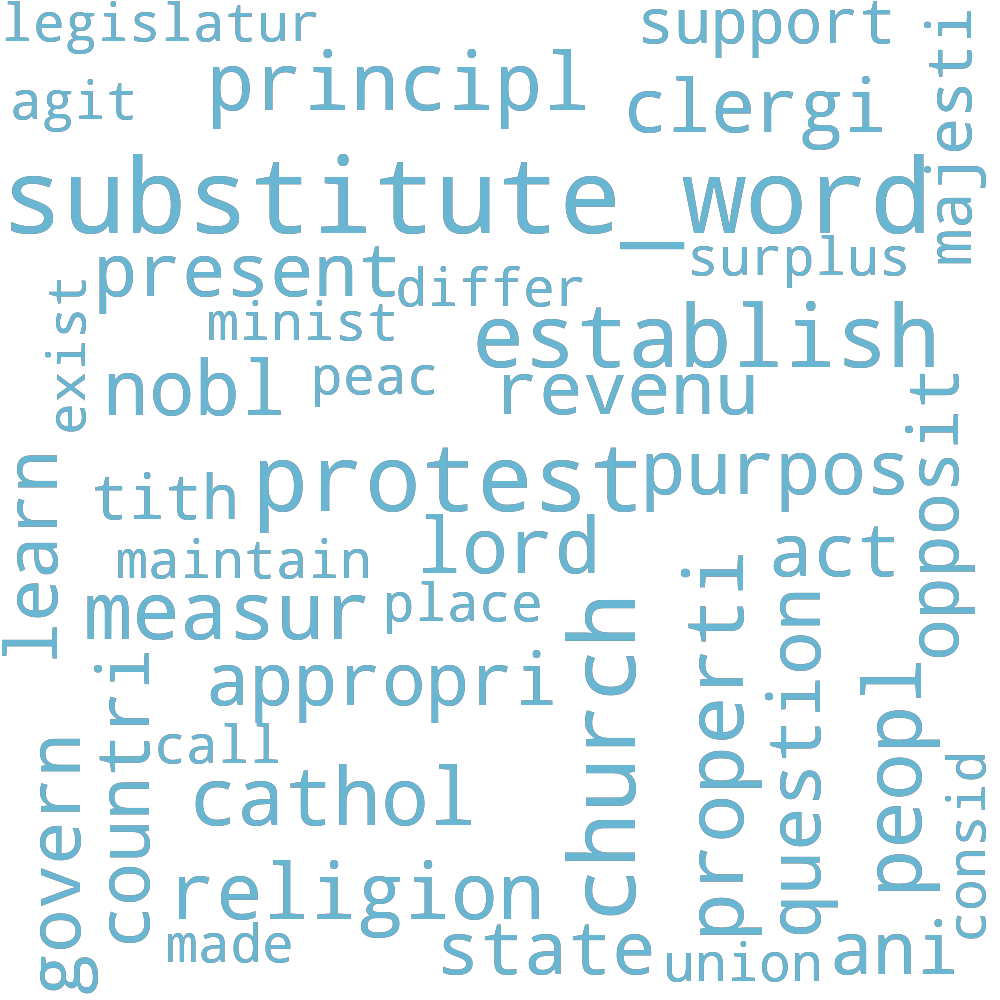 legislatur
support
majesti
principl
agit
clergi
substitute_word
surplus
present
differ
exist
minist
establish
nobl
peac
revenu
opposit
learn
tith
protest
purpos
maintain
lord
act
measur
place
church
properti
question
appropri
countri
peopl
call
govern
cathol
consid
religion
made
state
union
ani